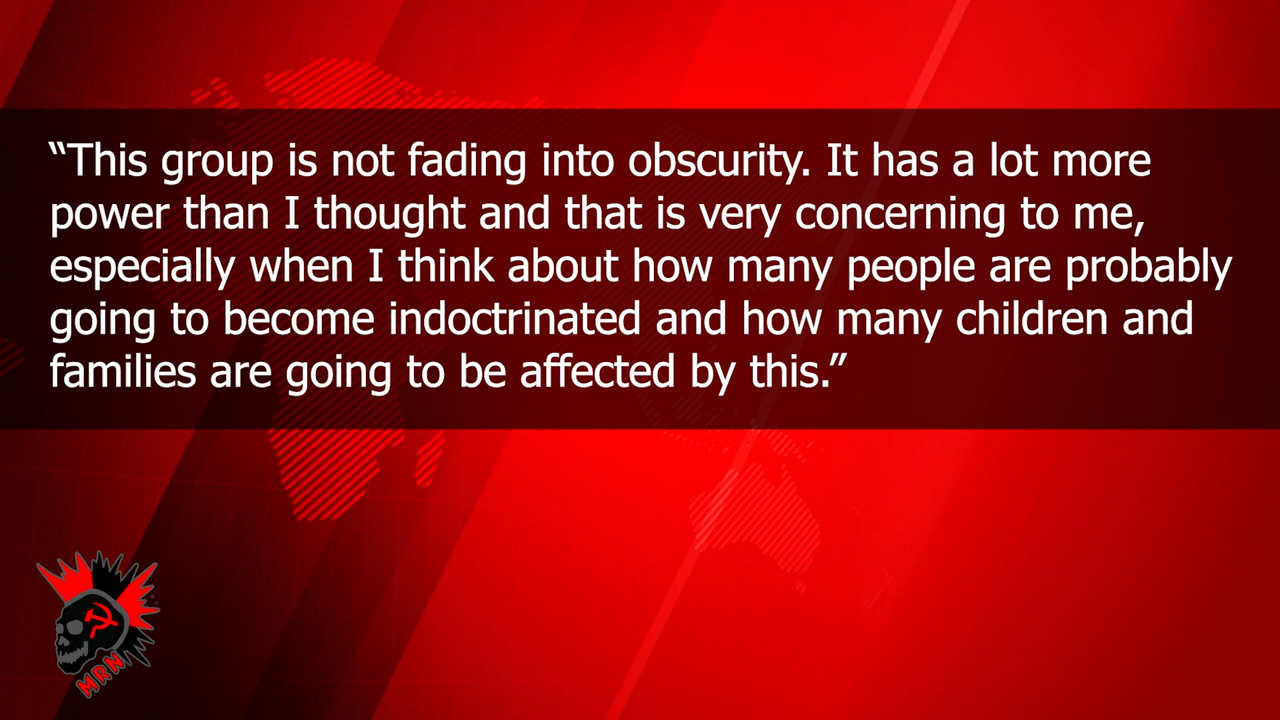 “This group is not fading into obscurity. It has a lot more
power than I thought and that is very concerning to me,
especially when I think about how many people are probably
going to become indoctrinated and how many children and
families are going to be affected by this.”
MRN